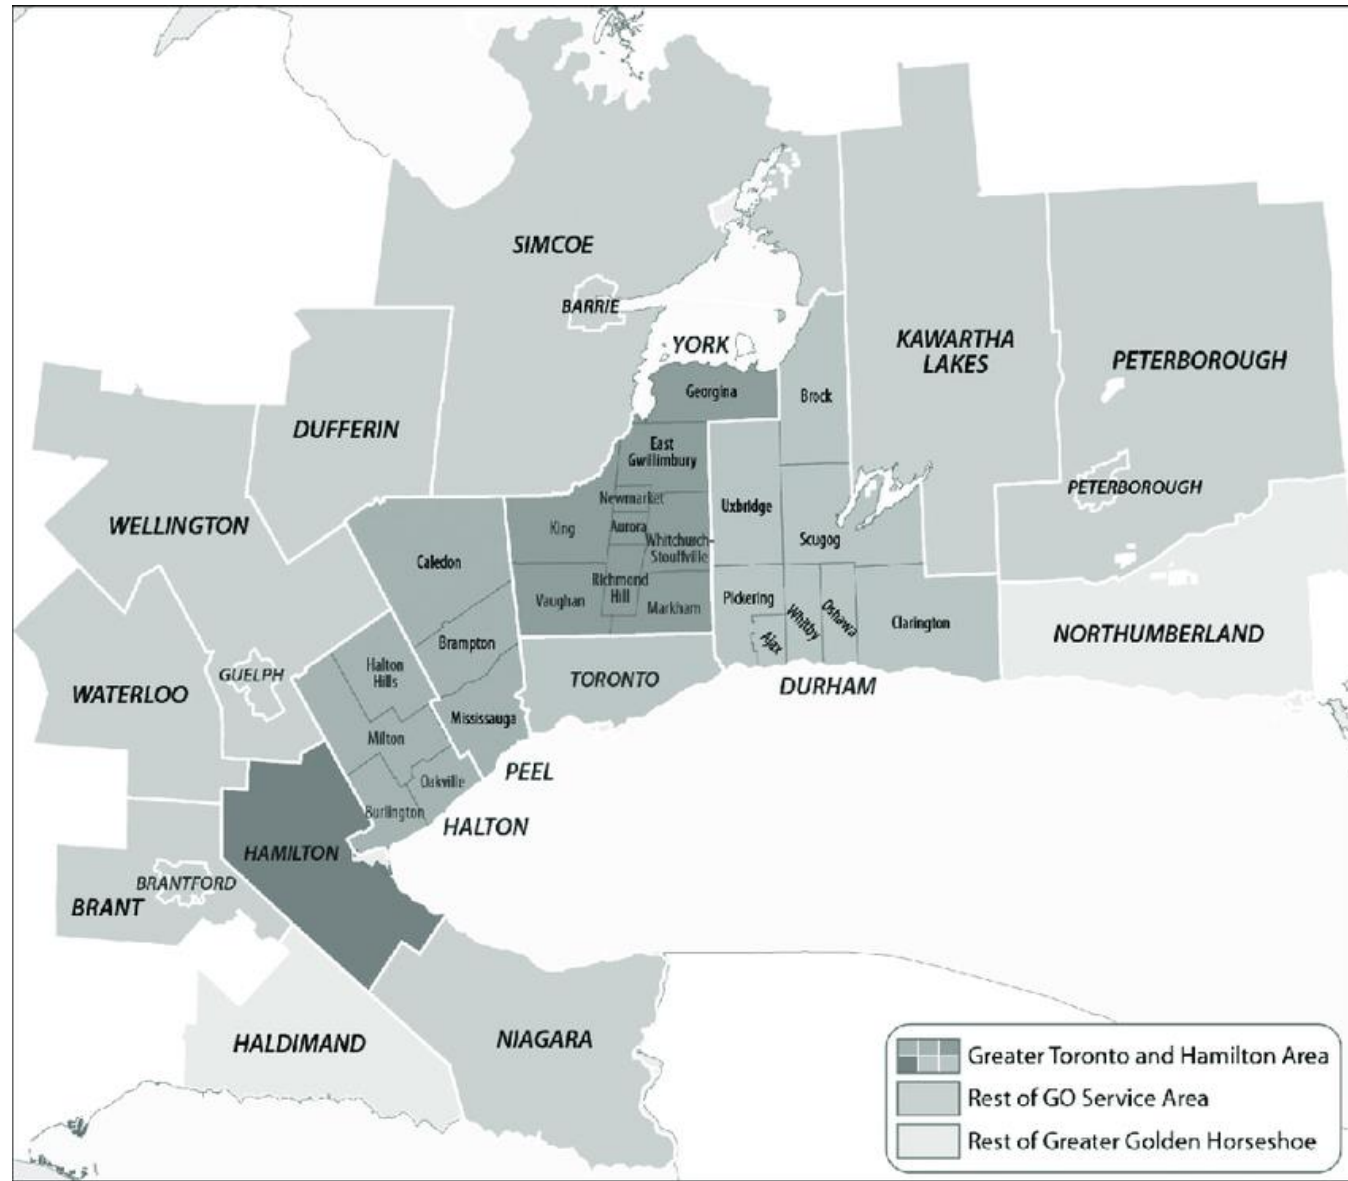 SIMCOE
BARRIE
YORK
KAWARTHA
LAKES
PETERBOROUGH
Georgina
Brock
DUFFERIN
East
Gwillimbury
PETERBOROUGH
Newmarket
Uxbridge
WELLINGTON
King
Aurora
Whitchurch-
Stouffville
Scugog
Caledon
Richmond
Hill
Vaughan
Markham
Pickering
Whitby
Oshawa
Clarington
Ajax
NORTHUMBERLAND
Brampton
Halton
Hills
GUELPH
TORONTO
DURHAM
WATERLOO
Mississauga
Milton
PEEL
Oakville
Burlington
HALTON
HAMILTON
BRANTFORD
BRANT
HALDIMAND
NIAGARA
Greater Toronto and Hamilton Area
Rest of GO Service Area
Rest of Greater Golden Horseshoe